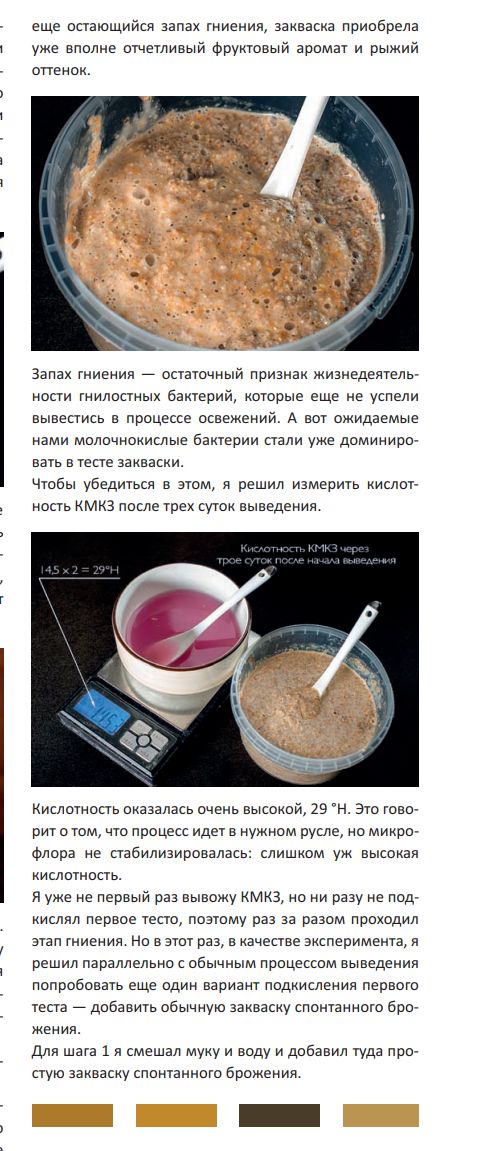 еще остающийся запах гниения, закваска приобрела
уже вполне отчетливый фруктовый аромат и рыжий
оттенок.
Запах гниения — остаточный признак жизнедеятель-
ности гнилостных бактерий, которые еще не успели
вывестись в процессе освежений. А вот ожидаемые
нами молочнокислые бактерии стали уже доминиро-
вать в тесте закваски.
Чтобы убедиться в этом, я решил измерить кислот-
ность КМКЗ после трех суток выведения.
Кислотность КМКЗ через
трое суток после начала выведения
14,5 x 2 = 29°H
Кислотность оказалась очень высокой, 29 °Н. Это гово-
рит о том, что процесс идет в нужном русле, но микро-
флора не стабилизировалась: слишком уж высокая
кислотность.
Я уже не первый раз вывожу КМКЗ, но ни разу не под-
кислял первое тесто, поэтому раз за разом проходил
этап гниения. Но в этот раз, в качестве эксперимента, я
решил параллельно с обычным процессом выведения
попробовать еще один вариант подкисления первого
теста — добавить обычную закваску спонтанного бро-
жения.
Для шага 1 я смешал муку и воду и добавил туда про-
стую закваску спонтанного брожения.